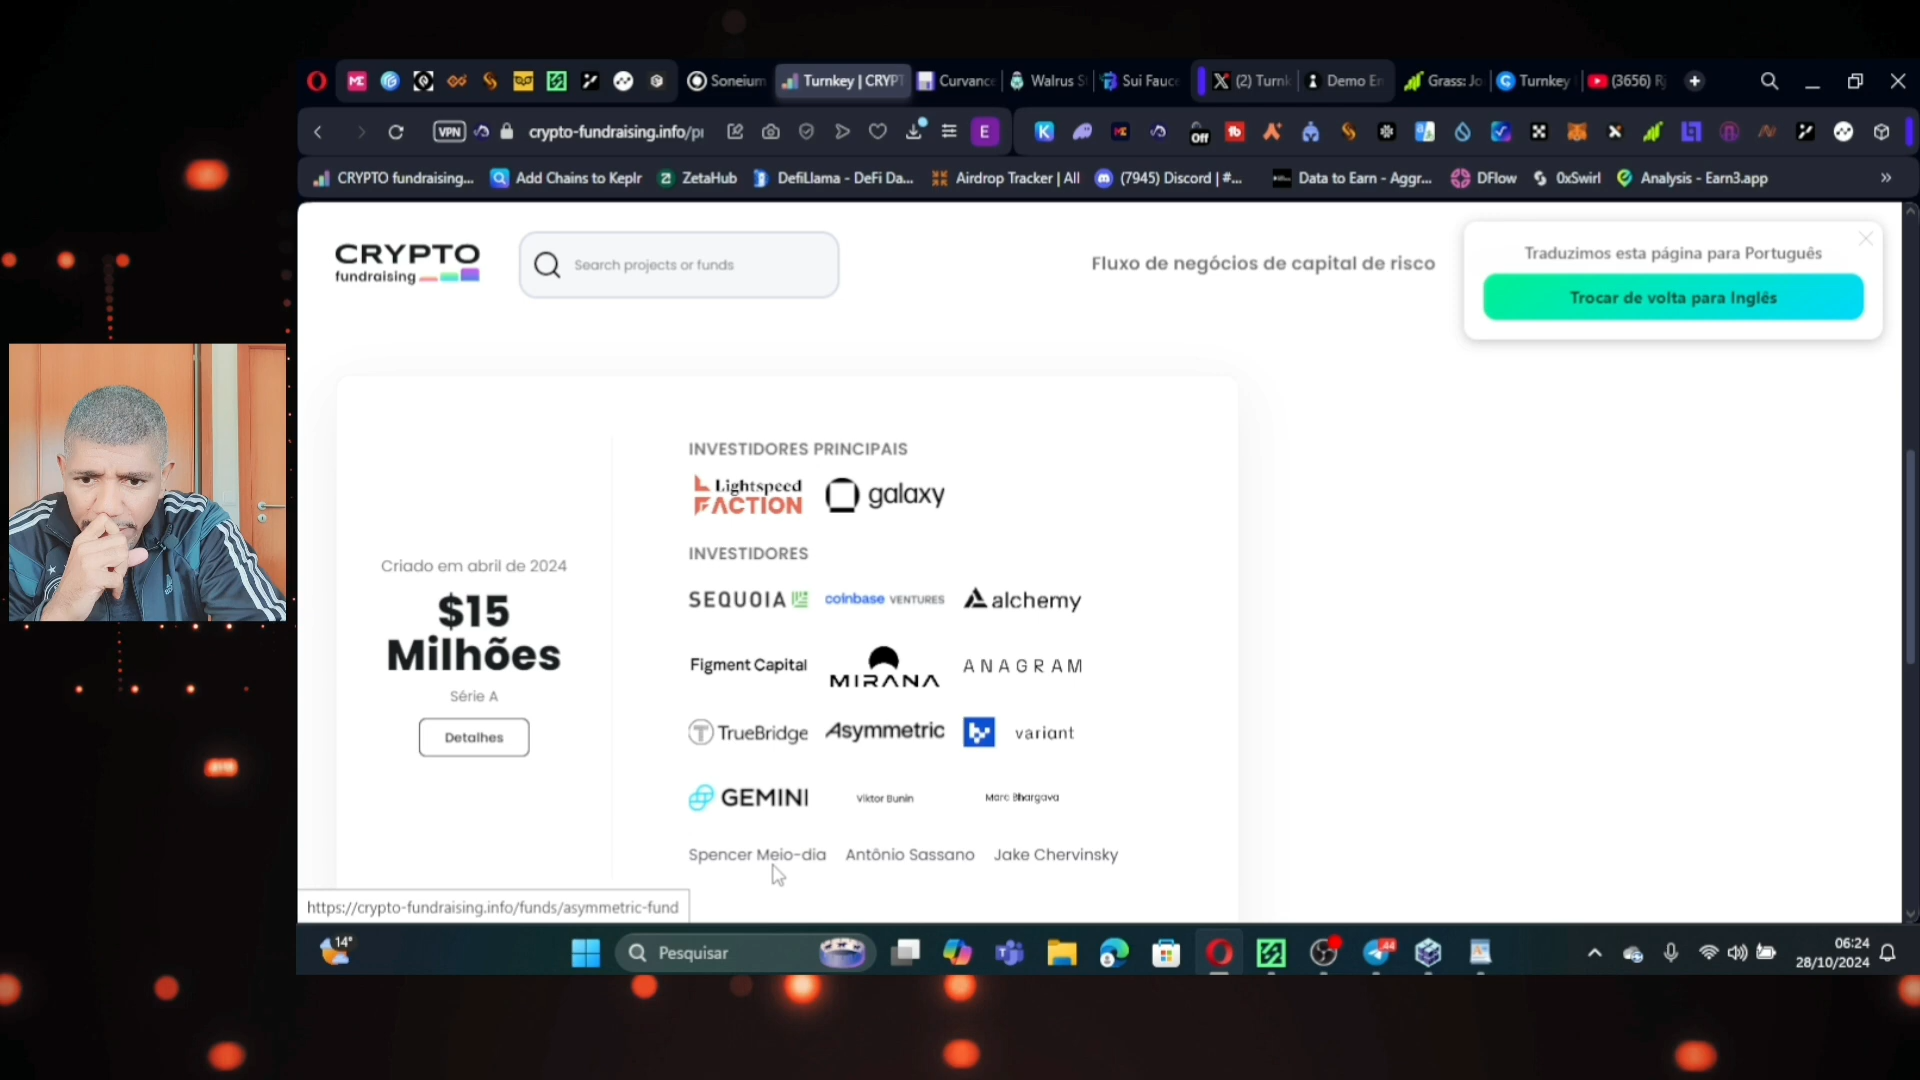 Soneium
Turnkey | CRYPT
Curvance
Walrus S
Sui Fauce
(2) Turnk
Demo En
Grass: Jo
Turnkey
(3656) R
VPN
crypto-fundraising.info/p
E
Off
CRYPTO fundraising...
Add Chains to Keplr
ZetaHub
DefiLlama - DeFi Da...
Airdrop Tracker | All
(7945) Discord | #...
Data to Earn - Aggr...
DFlow
0xSwirl
Analysis - Earn3.app
CRYPTO
fundraising
Search projects or funds
Fluxo de negócios de capital de risco
Traduzimos esta página para Português
Trocar de volta para Inglês
INVESTIDORES PRINCIPAIS
Lightspeed
FACTION
galaxy
INVESTIDORES
Criado em abril de 2024
$15
Milhões
Série A
Detalhes
SEQUOIA
coinbase VENTURES
alchemy
Figment Capital
MIRANA
ANAGRAM
TrueBridge
Asymmetric
variant
GEMINI
Viktor Bunin
Marc Bhargava
Spencer Meio-dia
Antônio Sassano
Jake Chervinsky
https://crypto-fundraising.info/funds/asymmetric-fund
14°
Pesquisar
44
06:24
28/10/2024